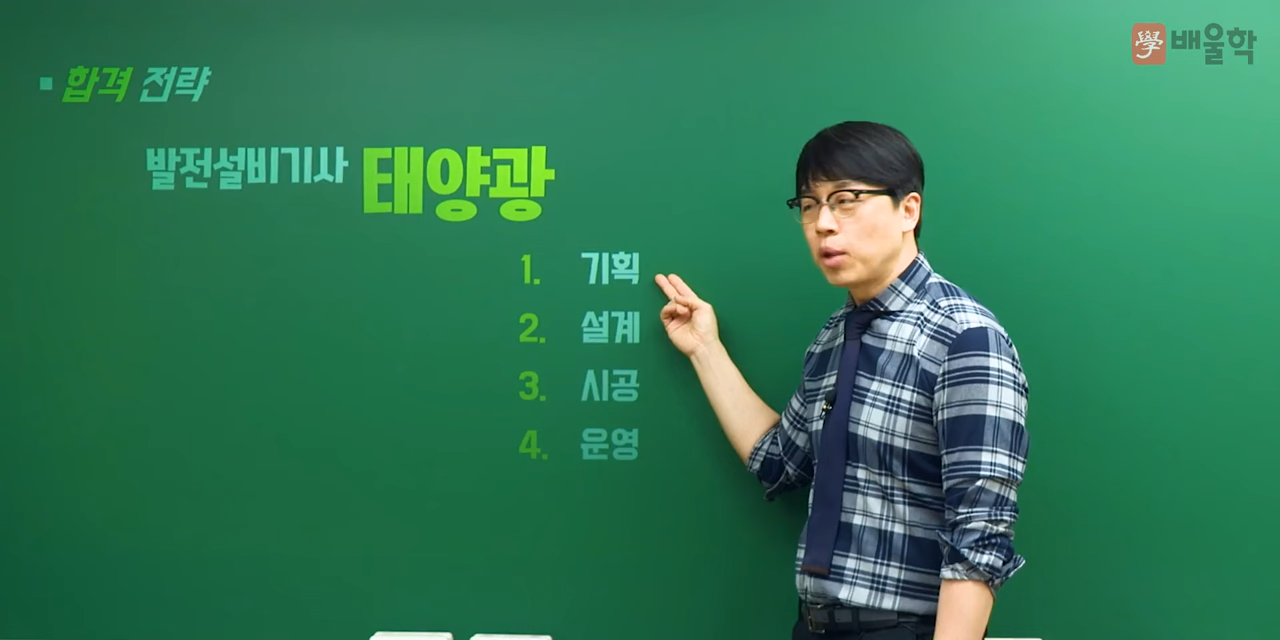 學 배울학
합격 전략
발전설비기사 태양광
1. 기획
2. 설계
3. 시공
4. 운영